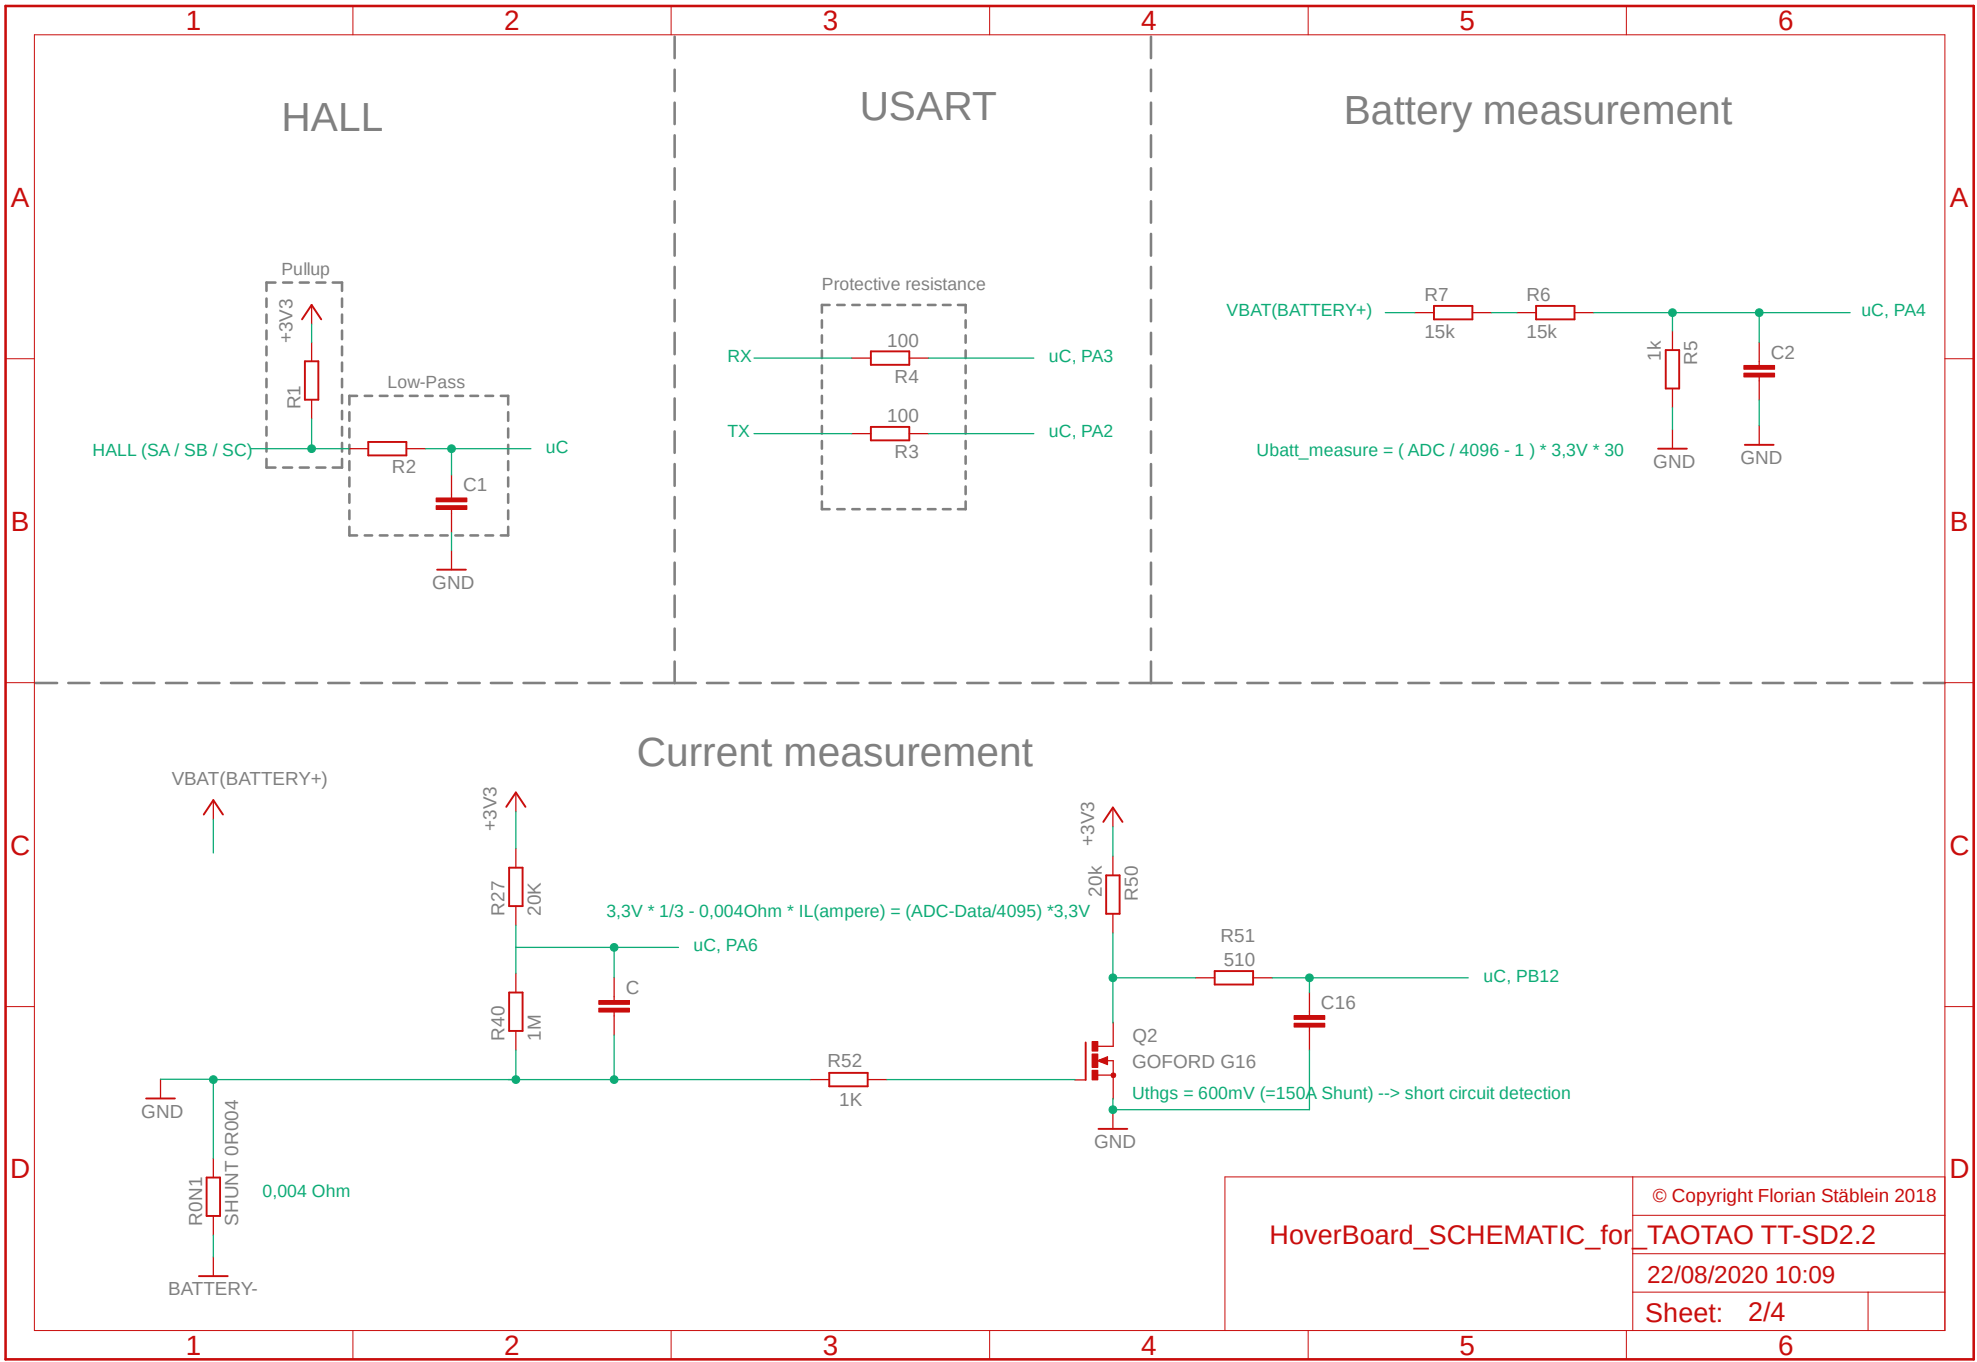 1 2 3 4 5 6
HALL
USART
Battery measurement
A
A
Pullup
+3V3
R1
HALL (SA / SB / SC)
Low-Pass
R2
uC
C1
GND
Protective resistance
RX
100
R4
uC, PA3
TX
100
R3
uC, PA2
VBAT(BATTERY+)
R7
15k
R6
15k
uC, PA4
1k
R5
C2
GND
GND
Ubatt_measure = ( ADC / 4096 - 1 ) * 3,3V * 30
B
B
Current measurement
VBAT(BATTERY+)
+3V3
R27
20K
3,3V * 1/3 - 0,004Ohm * IL(ampere) = (ADC-Data/4095) *3,3V
uC, PA6
R40
1M
C
+3V3
20k
R50
R51
510
uC, PB12
C16
Q2
GOFORD G16
Uthgs = 600mV (=150A Shunt) --> short circuit detection
GND
R52
1K
C
C
GND
R0N1
SHUNT 0R004
0,004 Ohm
BATTERY-
D
D
© Copyright Florian Stäblein 2018
HoverBoard_SCHEMATIC_for_TAOTAO TT-SD2.2
22/08/2020 10:09
Sheet: 2/4
1 2 3 4 5 6